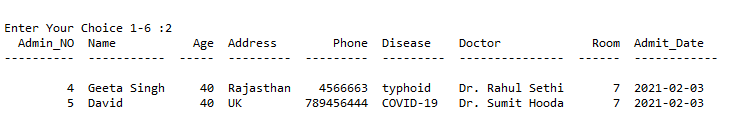 Enter Your Choice 1-6 :2
Admin_NO  Name         Age  Address        Phone  Disease    Doctor           Room  Admit_Date
----------  -----------  -----  ---------  ---------  ---------  ---------------  ------  ------------
4  Geeta Singh   40  Rajasthan    4566663  typhoid    Dr. Rahul Sethi     7  2021-02-03
5  David         40  UK         789456444  COVID-19   Dr. Sumit Hooda     7  2021-02-03